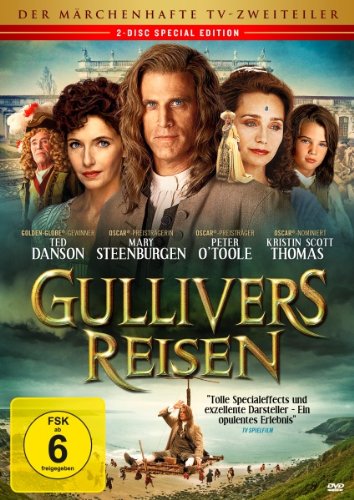 DER MÄRCHENHAFTE TV-ZWEITEILER
2-DISC SPECIAL EDITION
GOLDEN-GLOBE®-GEWINNER
TED
DANSON
OSCAR®-PREISTRÄGERIN
MARY
STEENBURGEN
OSCAR®-PREISTRÄGER
PETER
O'TOOLE
OSCAR®-NOMINIERT
KRISTIN SCOTT
THOMAS
GULLIVERS
REISEN
"Tolle Specialeffects und
exzellente Darsteller - Ein
opulentes Erlebnis"
TV SPIELFILM
FSK
ab
6
freigegeben
DVD